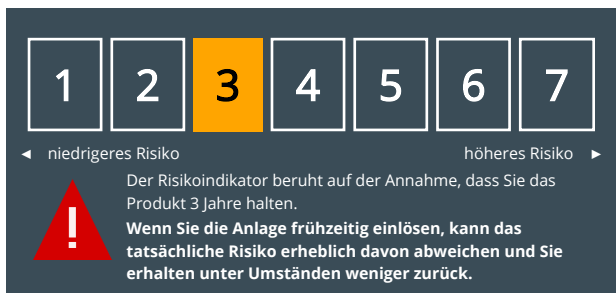 1 2 3 4 5 6 7
◄ niedrigeres Risiko höheres Risiko ►
Der Risikoindikator beruht auf der Annahme, dass Sie das
Produkt 3 Jahre halten.
Wenn Sie die Anlage frühzeitig einlösen, kann das
tatsächliche Risiko erheblich davon abweichen und Sie
erhalten unter Umständen weniger zurück.
!